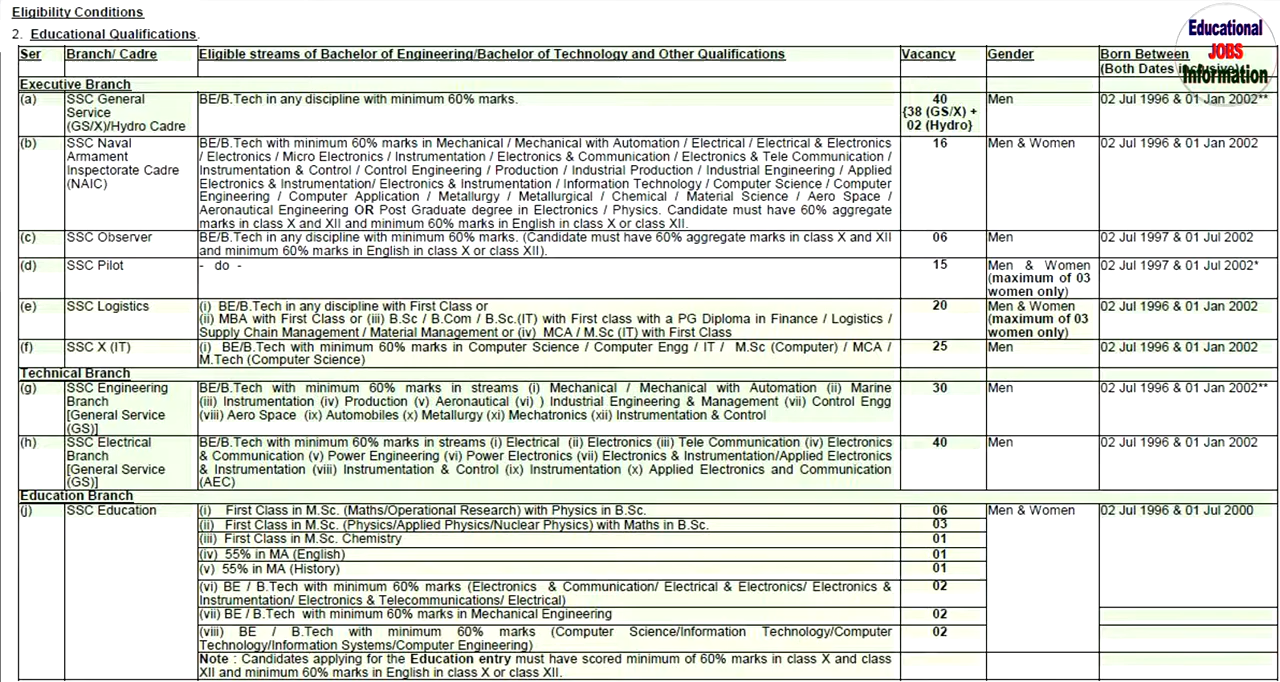 Eligibility Conditions
2. Educational Qualifications.
Educational
JOBS
Information
Ser Branch/ Cadre Eligible streams of Bachelor of Engineering/Bachelor of Technology and Other Qualifications Vacancy Gender Born Between
(Both Dates inclusive)
Executive Branch
(a) SSC General BE/B.Tech in any discipline with minimum 60% marks. 40 Men 02 Jul 1996 & 01 Jan 2002**
Service {38 (GS/X) +
(GS/X)/Hydro Cadre 02 (Hydro}
(b) SSC Naval BE/B.Tech with minimum 60% marks in Mechanical / Mechanical with Automation / Electrical / Electrical & Electronics 16 Men & Women 02 Jul 1996 & 01 Jan 2002
Armament / Electronics / Micro Electronics / Instrumentation / Electronics & Communication / Electronics & Tele Communication /
Inspectorate Cadre Instrumentation & Control / Control Engineering / Production / Industrial Production / Industrial Engineering / Applied
(NAIC) Electronics & Instrumentation/ Electronics & Instrumentation / Information Technology / Computer Science / Computer
Engineering / Computer Application / Metallurgy / Metallurgical / Chemical / Material Science / Aero Space /
Aeronautical Engineering OR Post Graduate degree in Electronics / Physics. Candidate must have 60% aggregate
marks in class X and XII and minimum 60% marks in English in class X or class XII.
(c) SSC Observer BE/B.Tech in any discipline with minimum 60% marks. (Candidate must have 60% aggregate marks in class X and XII 06 Men 02 Jul 1997 & 01 Jul 2002
and minimum 60% marks in English in class X or class XII).
(d) SSC Pilot - do - 15 Men & Women 02 Jul 1997 & 01 Jul 2002*
(maximum of 03
women only)
(e) SSC Logistics (i) BE/B.Tech in any discipline with First Class or 20 Men & Women 02 Jul 1996 & 01 Jan 2002
(ii) MBA with First Class or (iii) B.Sc / B.Com / B.Sc.(IT) with First class with a PG Diploma in Finance / Logistics / (maximum of 03
Supply Chain Management / Material Management or (iv) MCA / M.Sc (IT) with First Class women only)
(f) SSC X (IT) (i) BE/B.Tech with minimum 60% marks in Computer Science / Computer Engg / IT / M.Sc (Computer) / MCA / 25 Men 02 Jul 1996 & 01 Jan 2002
M.Tech (Computer Science)
Technical Branch
(g) SSC Engineering BE/B.Tech with minimum 60% marks in streams (i) Mechanical / Mechanical with Automation (ii) Marine 30 Men 02 Jul 1996 & 01 Jan 2002**
Branch (iii) Instrumentation (iv) Production (v) Aeronautical (vi) ) Industrial Engineering & Management (vii) Control Engg
[General Service (viii) Aero Space (ix) Automobiles (x) Metallurgy (xi) Mechatronics (xii) Instrumentation & Control
(GS)]
(h) SSC Electrical BE/B.Tech with minimum 60% marks in streams (i) Electrical (ii) Electronics (iii) Tele Communication (iv) Electronics 40 Men 02 Jul 1996 & 01 Jan 2002
Branch & Communication (v) Power Engineering (vi) Power Electronics (vii) Electronics & Instrumentation/Applied Electronics
[General Service & Instrumentation (viii) Instrumentation & Control (ix) Instrumentation (x) Applied Electronics and Communication
(GS)] (AEC)
Education Branch
(j) SSC Education (i) First Class in M.Sc. (Maths/Operational Research) with Physics in B.Sc. 06 Men & Women 02 Jul 1996 & 01 Jul 2000
(ii) First Class in M.Sc. (Physics/Applied Physics/Nuclear Physics) with Maths in B.Sc. 03
(iii) First Class in M.Sc. Chemistry 01
(iv) 55% in MA (English) 01
(v) 55% in MA (History) 01
(vi) BE / B.Tech with minimum 60% marks (Electronics & Communication/ Electrical & Electronics/ Electronics & 02
Instrumentation/ Electronics & Telecommunications/ Electrical)
(vii) BE / B.Tech with minimum 60% marks in Mechanical Engineering 02
(viii) BE / B.Tech with minimum 60% marks (Computer Science/Information Technology/Computer 02
Technology/Information Systems/Computer Engineering)
Note : Candidates applying for the Education entry must have scored minimum of 60% marks in class X and class
XII and minimum 60% marks in English in class X or class XII.